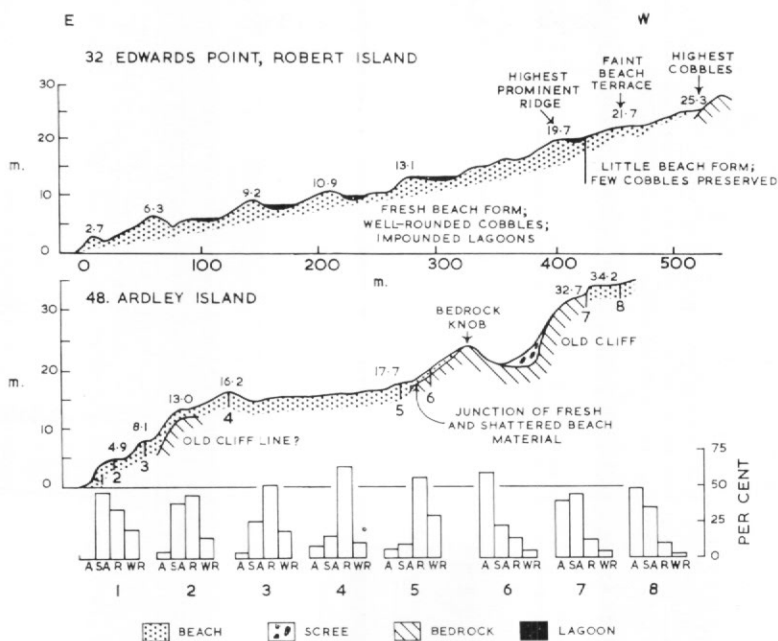 E W
32 EDWARDS POINT, ROBERT ISLAND
HIGHEST PROMINENT RIDGE
FAINT BEACH TERRACE
HIGHEST COBBLES
30
20
10
0
m.
2·7
6·3
9·2
10·9
13·1
19·7
21·7
25·3
FRESH BEACH FORM;
WELL-ROUNDED COBBLES;
IMPOUNDED LAGOONS
LITTLE BEACH FORM;
FEW COBBLES PRESERVED
0 100 200 300 400 500
m.
48. ARDLEY ISLAND
30
20
10
0
m.
4·9
8·1
13·0
16·2
17·7
32·7
34·2
1 2 3 4 5 6 7 8
OLD CLIFF LINE?
BEDROCK
KNOB
OLD CLIFF
JUNCTION OF FRESH
AND SHATTERED BEACH
MATERIAL
75
50
25
0
PER CENT
A SA R WR A SA R WR A SA R WR A SA R WR A SA R WR A SA R WR A SA R WR A SA R WR
1 2 3 4 5 6 7 8
BEACH SCREE BEDROCK LAGOON